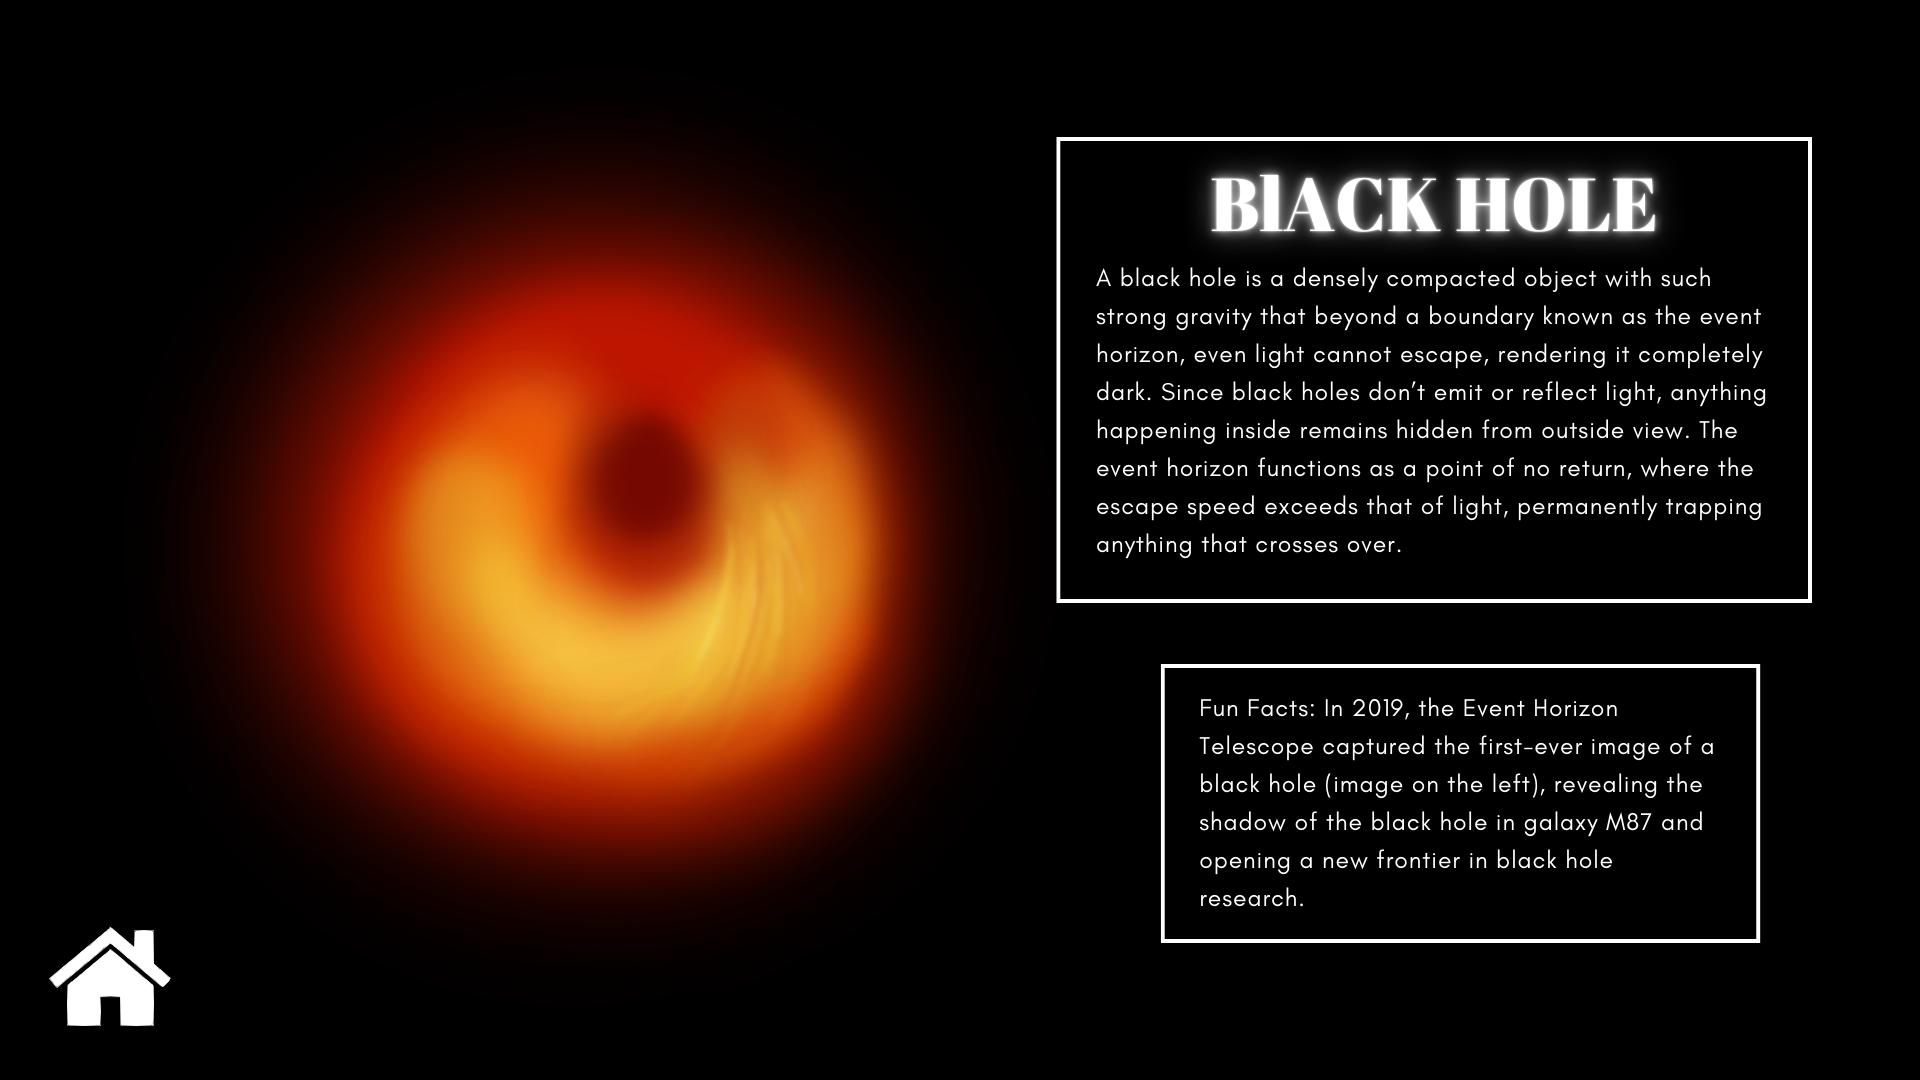 BlACK HOLE
A black hole is a densely compacted object with such
strong gravity that beyond a boundary known as the event
horizon, even light cannot escape, rendering it completely
dark. Since black holes don’t emit or reflect light, anything
happening inside remains hidden from outside view. The
event horizon functions as a point of no return, where the
escape speed exceeds that of light, permanently trapping
anything that crosses over.
Fun Facts: In 2019, the Event Horizon
Telescope captured the first-ever image of a
black hole (image on the left), revealing the
shadow of the black hole in galaxy M87 and
opening a new frontier in black hole
research.